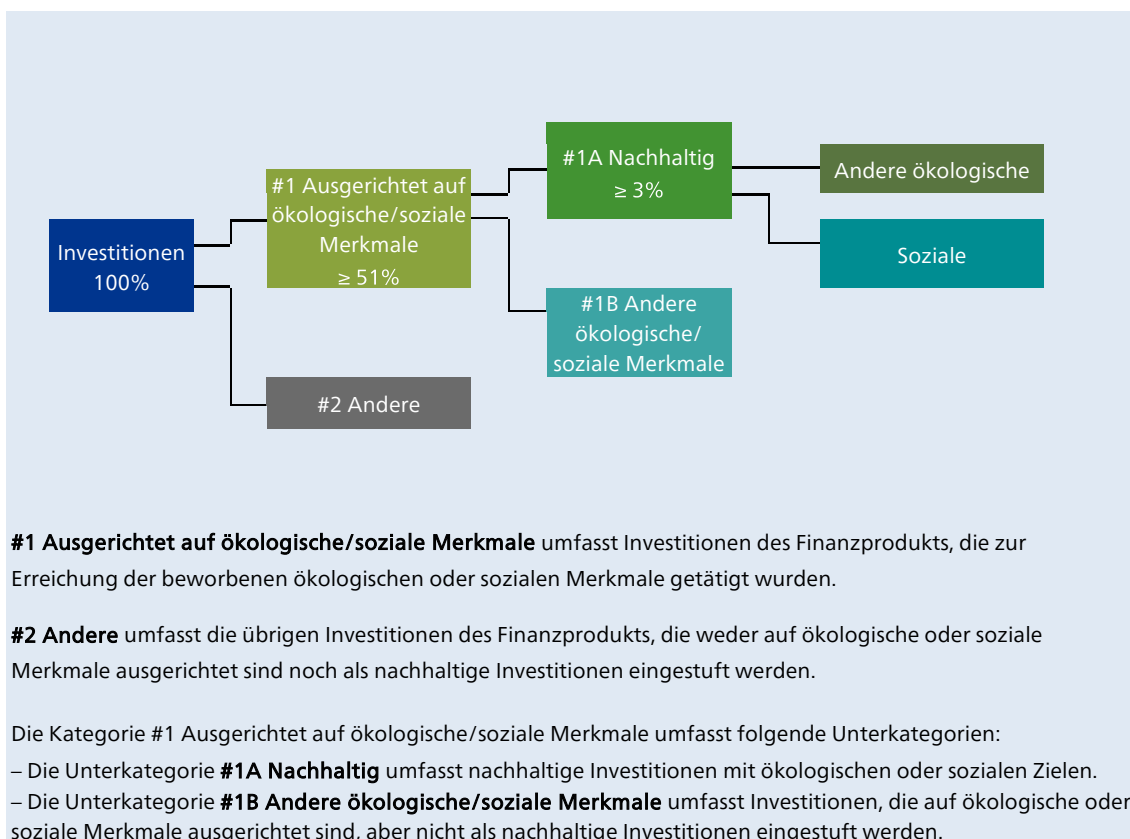 Investitionen
100%
#1 Ausgerichtet auf
ökologische/soziale
Merkmale
≥ 51%
#2 Andere
#1A Nachhaltig
≥ 3%
#1B Andere
ökologische/
soziale Merkmale
Andere ökologische
Soziale
#1 Ausgerichtet auf ökologische/soziale Merkmale umfasst Investitionen des Finanzprodukts, die zur
Erreichung der beworbenen ökologischen oder sozialen Merkmale getätigt wurden.
#2 Andere umfasst die übrigen Investitionen des Finanzprodukts, die weder auf ökologische oder soziale
Merkmale ausgerichtet sind noch als nachhaltige Investitionen eingestuft werden.
Die Kategorie #1 Ausgerichtet auf ökologische/soziale Merkmale umfasst folgende Unterkategorien:
– Die Unterkategorie #1A Nachhaltig umfasst nachhaltige Investitionen mit ökologischen oder sozialen Zielen.
– Die Unterkategorie #1B Andere ökologische/soziale Merkmale umfasst Investitionen, die auf ökologische oder
soziale Merkmale ausgerichtet sind, aber nicht als nachhaltige Investitionen eingestuft werden.